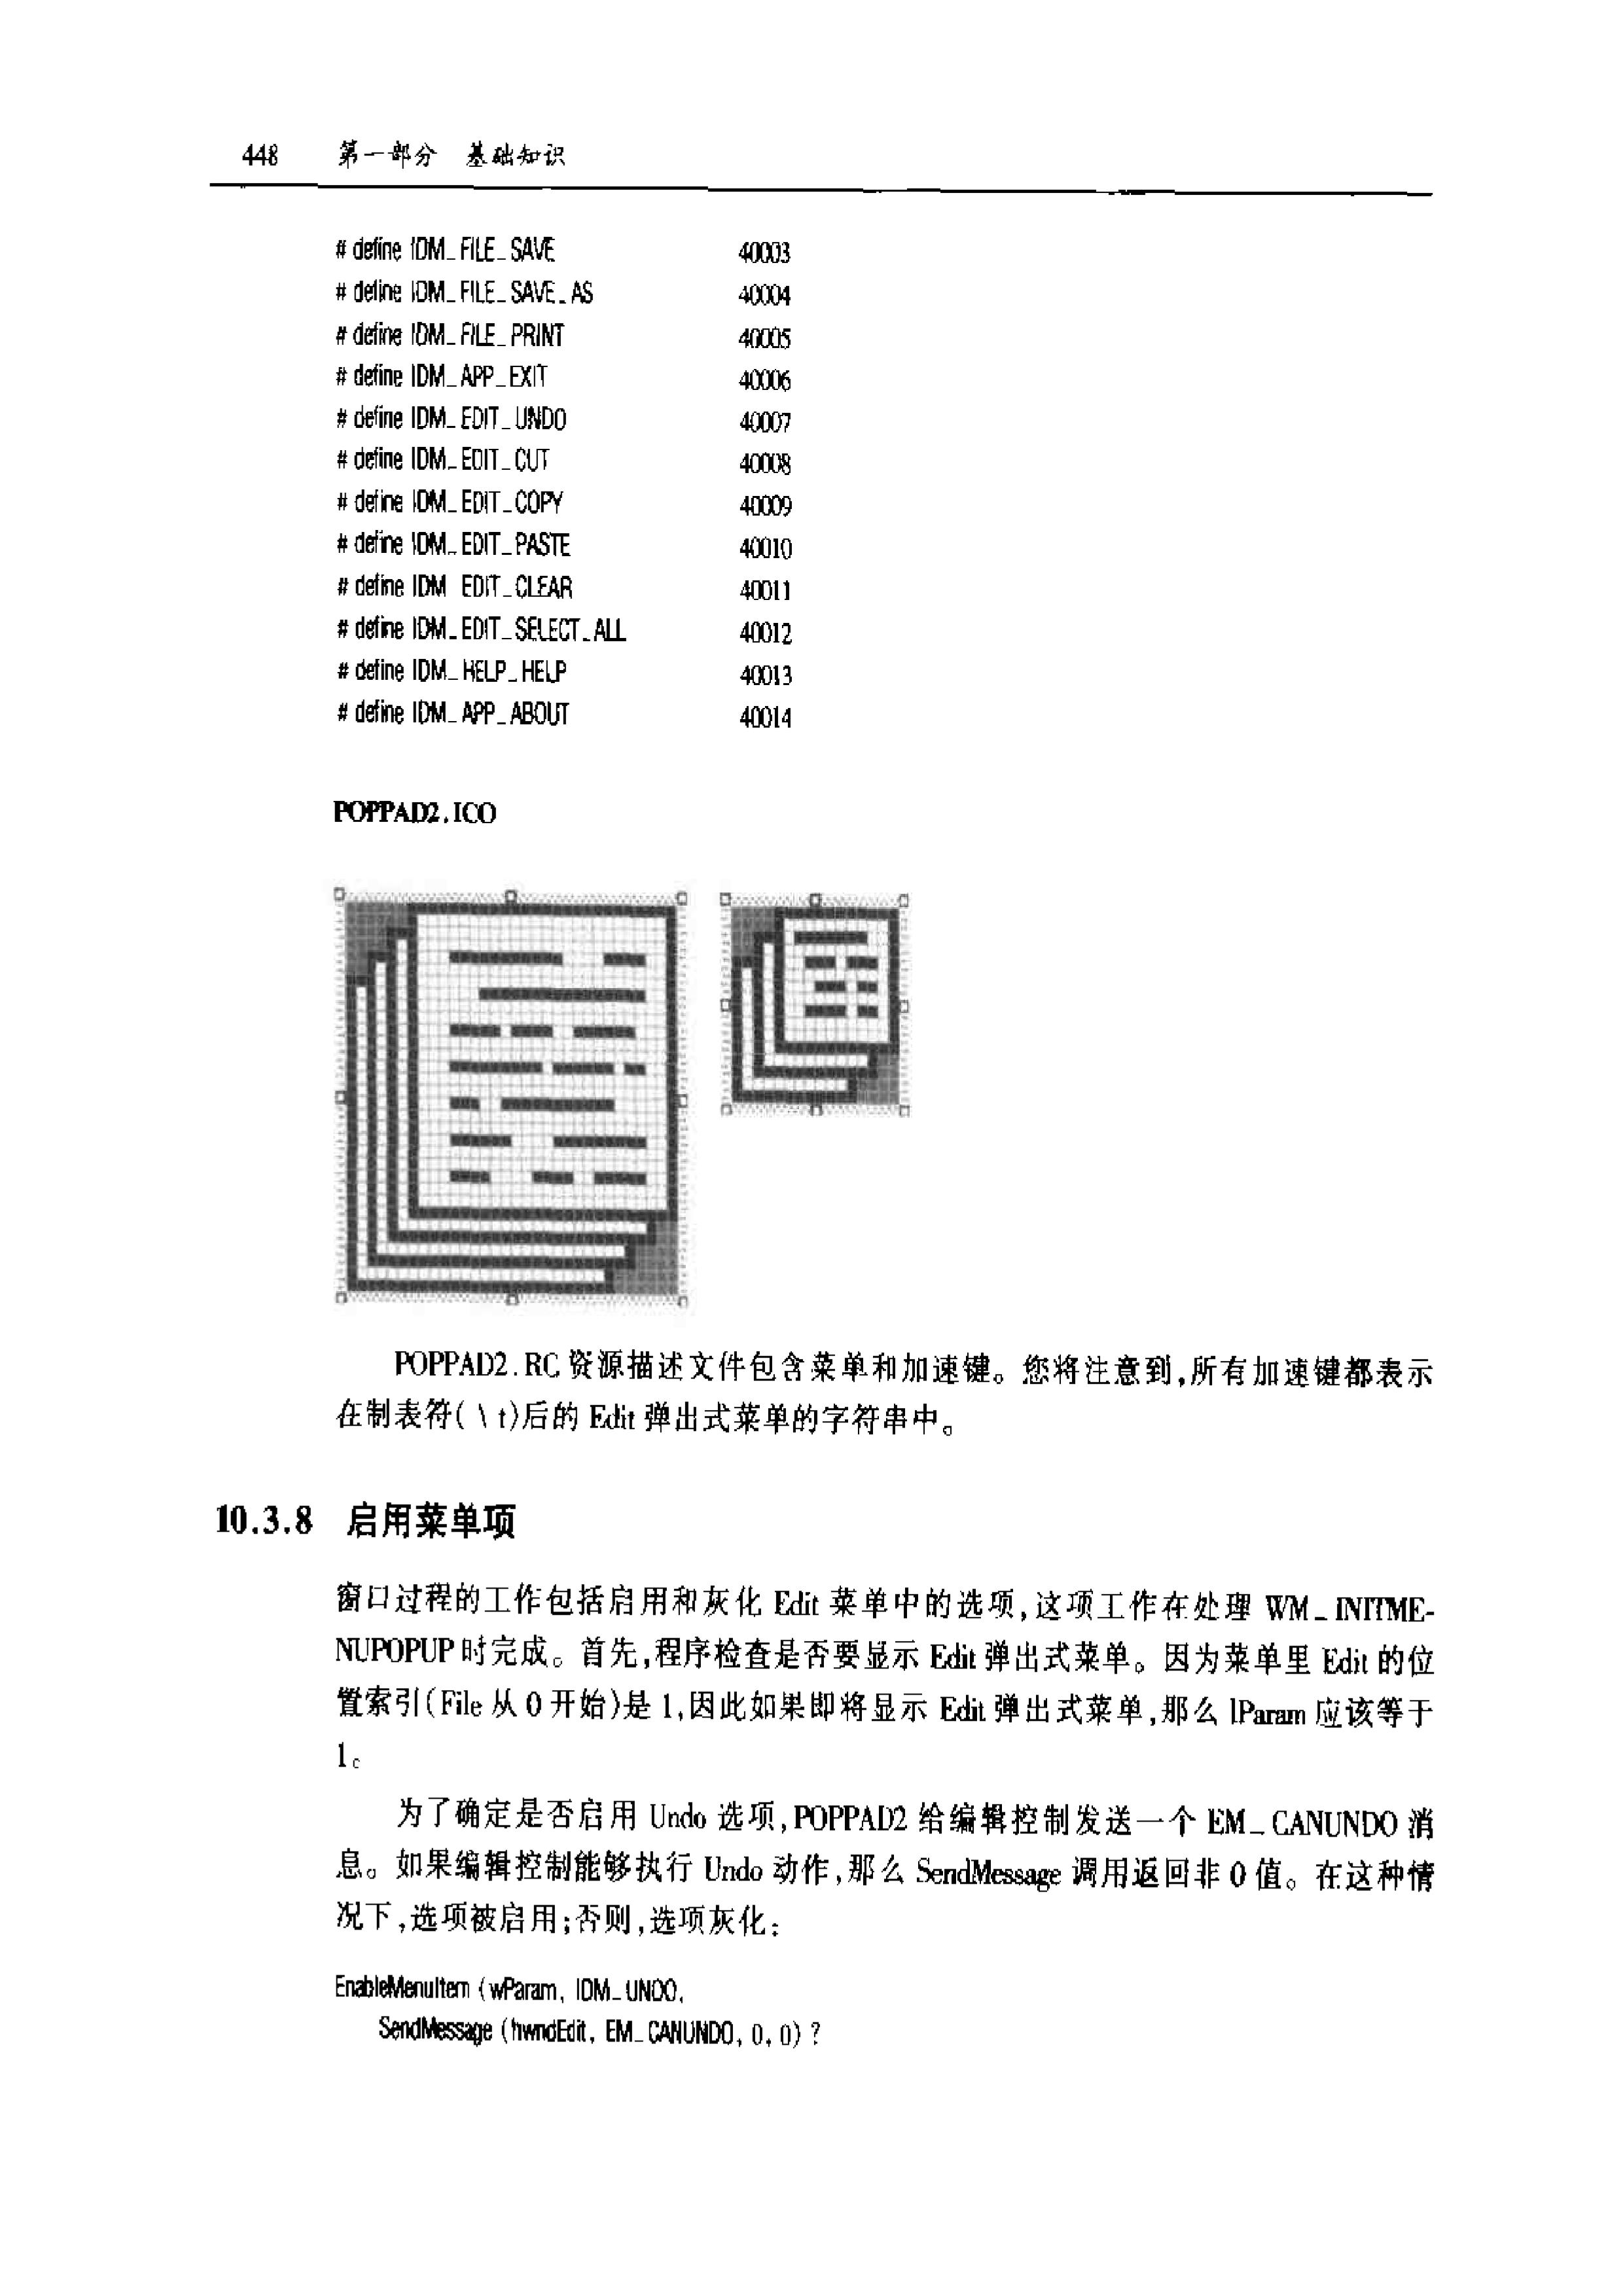 448 第一部分 基础知识
# define IDM_FILE_SAVE 40003
# define IDM_FILE_SAVE_AS 40004
# define IDM_FILE_PRINT 40005
# define IDM_APP_EXIT 40006
# define IDM_EDIT_UNDO 40007
# define IDM_EDIT_CUT 40008
# define IDM_EDIT_COPY 40009
# define IDM_EDIT_PASTE 40010
# define IDM EDIT_CLEAR 40011
# define IDM_EDIT_SELECT_ALL 40012
# define IDM_HELP_HELP 40013
# define IDM_APP_ABOUT 40014
POPPAD2.ICO
POPPAD2.RC 资源描述文件包含菜单和加速键。您将注意到,所有加速键都表示
在制表符( \ t)后的 Edit 弹出式菜单的字符串中。
10.3.8 启用菜单项
窗口过程的工作包括启用和灰化 Edit 菜单中的选项,这项工作在处理 WM_INITME-
NUPOPUP 时完成。首先,程序检查是否要显示 Edit 弹出式菜单。因为菜单里 Edit 的位
置索引(File 从 0 开始)是 1,因此如果即将显示 Edit 弹出式菜单,那么 lParam 应该等于
1。
为了确定是否启用 Undo 选项,POPPAD2 给编辑控制发送一个 EM_CANUNDO 消
息。如果编辑控制能够执行 Undo 动作,那么 SendMessage 调用返回非 0 值。在这种情
况下,选项被启用;否则,选项灰化:
EnableMenuItem (wParam, IDM_UNDO,
SendMessage (hwndEdit, EM_CANUNDO, 0, 0) ?